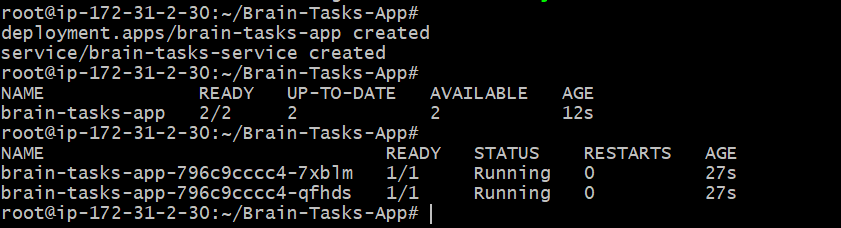 root@ip-172-31-2-30:~/Brain-Tasks-App#
deployment.apps/brain-tasks-app created
service/brain-tasks-service created
root@ip-172-31-2-30:~/Brain-Tasks-App#
NAME READY UP-TO-DATE AVAILABLE AGE
brain-tasks-app 2/2 2 2 12s
root@ip-172-31-2-30:~/Brain-Tasks-App#
NAME READY STATUS RESTARTS AGE
brain-tasks-app-796c9cccc4-7xblm 1/1 Running 0 27s
brain-tasks-app-796c9cccc4-qfhds 1/1 Running 0 27s
root@ip-172-31-2-30:~/Brain-Tasks-App#